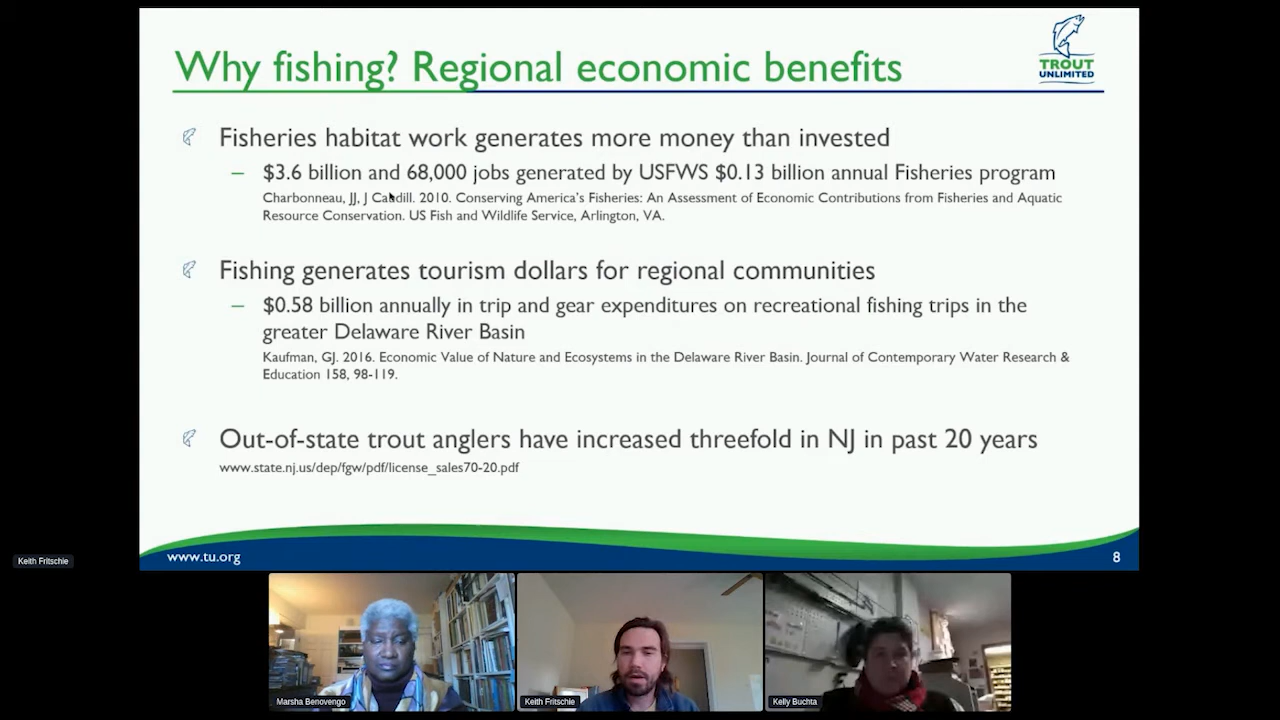 Why fishing? Regional economic benefits
TROUT
UNLIMITED
Fisheries habitat work generates more money than invested
– $3.6 billion and 68,000 jobs generated by USFWS $0.13 billion annual Fisheries program
Charbonneau, JJ, J Caudill. 2010. Conserving America's Fisheries: An Assessment of Economic Contributions from Fisheries and Aquatic
Resource Conservation. US Fish and Wildlife Service, Arlington, VA.
Fishing generates tourism dollars for regional communities
– $0.58 billion annually in trip and gear expenditures on recreational fishing trips in the
greater Delaware River Basin
Kaufman, GJ. 2016. Economic Value of Nature and Ecosystems in the Delaware River Basin. Journal of Contemporary Water Research &
Education 158, 98-119.
Out-of-state trout anglers have increased threefold in NJ in past 20 years
www.state.nj.us/dep/fgw/pdf/license_sales70-20.pdf
www.tu.org
8
Keith Fritschie
Marsha Benovengo
Keith Fritschie
Kelly Buchta